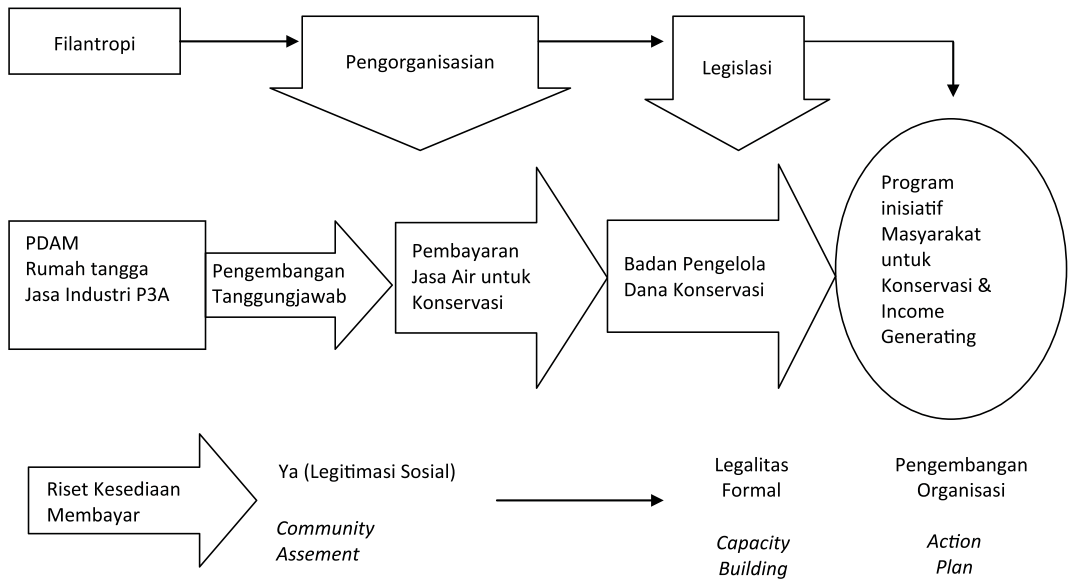 Filantropi
Pengorganisasian
Legislasi
PDAM
Rumah tangga
Jasa Industri P3A
Pengembangan
Tanggungjawab
Pembayaran
Jasa Air untuk
Konservasi
Badan Pengelola
Dana Konservasi
Program
inisiatif
Masyarakat
untuk
Konservasi &
Income
Generating
Riset Kesediaan
Membayar
Ya (Legitimasi Sosial)
Community
Assement
Legalitas
Formal
Capacity
Building
Pengembangan
Organisasi
Action
Plan